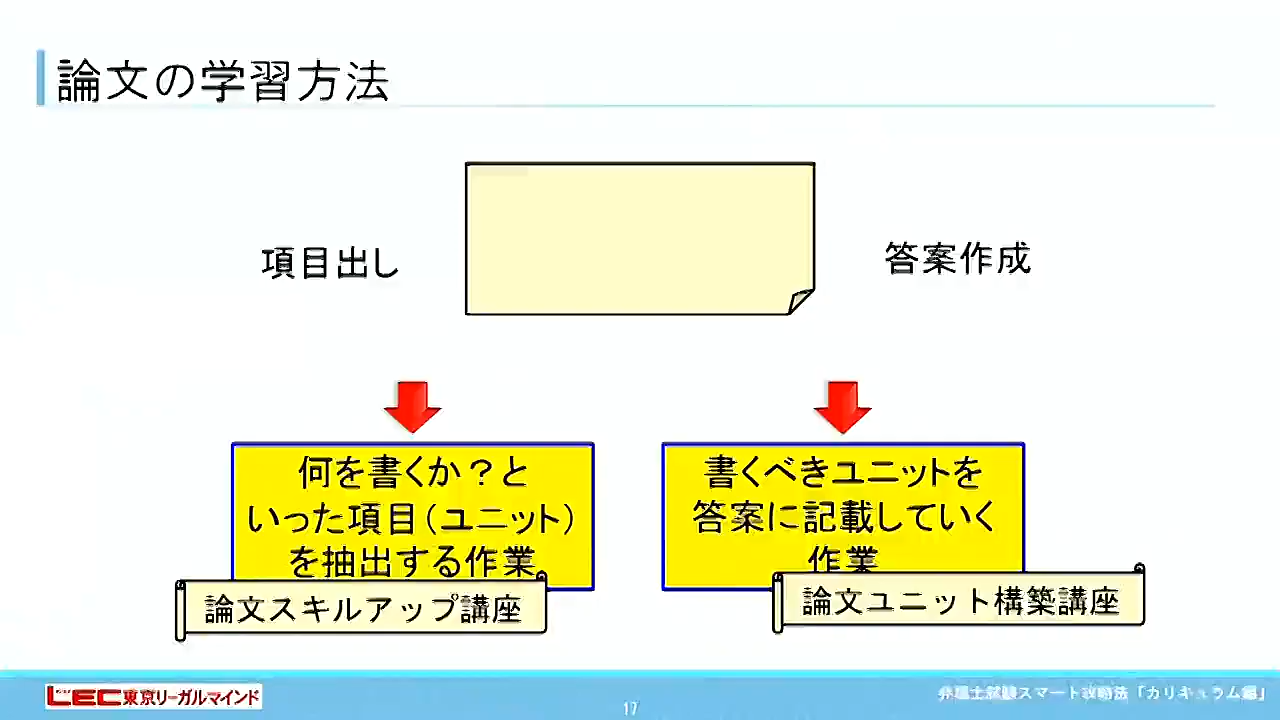 論文の学習方法
項目出し
答案作成
何を書くか？と
いった項目（ユニット）
を抽出する作業
論文スキルアップ講座
書くべきユニットを
答案に記載していく
作業
論文ユニット構築講座
LEC東京リーガルマインド
17
弁理士試験スマート攻略法「カリキュラム編」